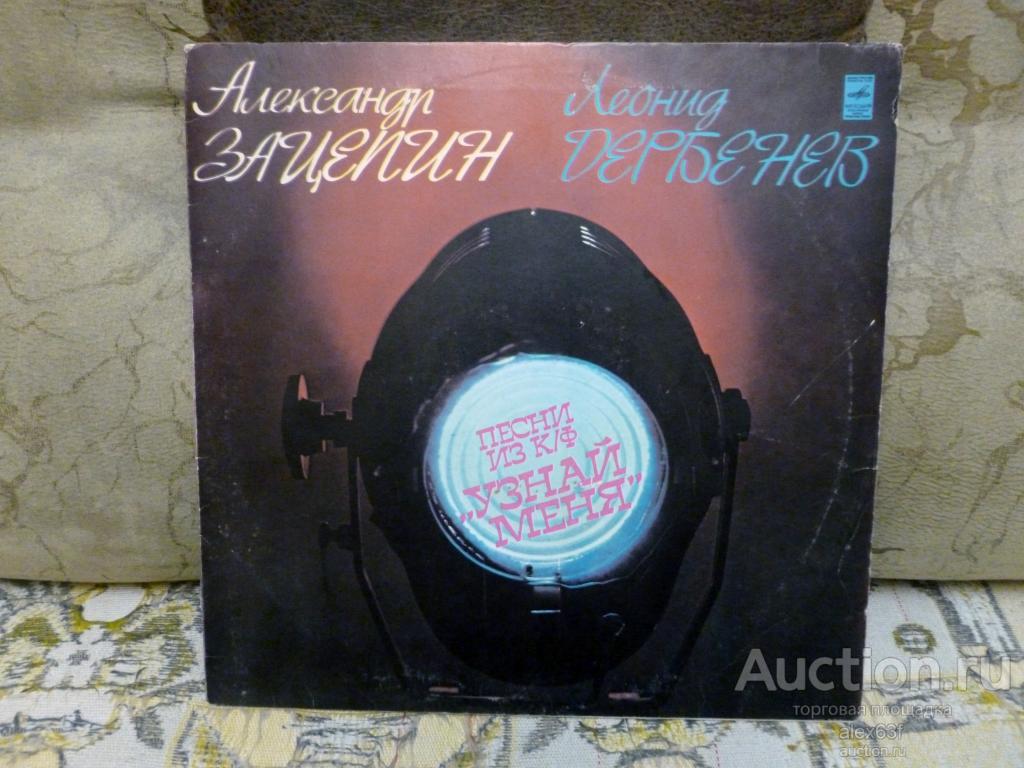 Александр
ЗАЦЕПИН
Леонид
ДЕРБЕНЕВ
ПЕСНИ
ИЗ К/Ф
„УЗНАЙ
МЕНЯ"
Auction.ru
торговая площадка
alex63f
auction.ru